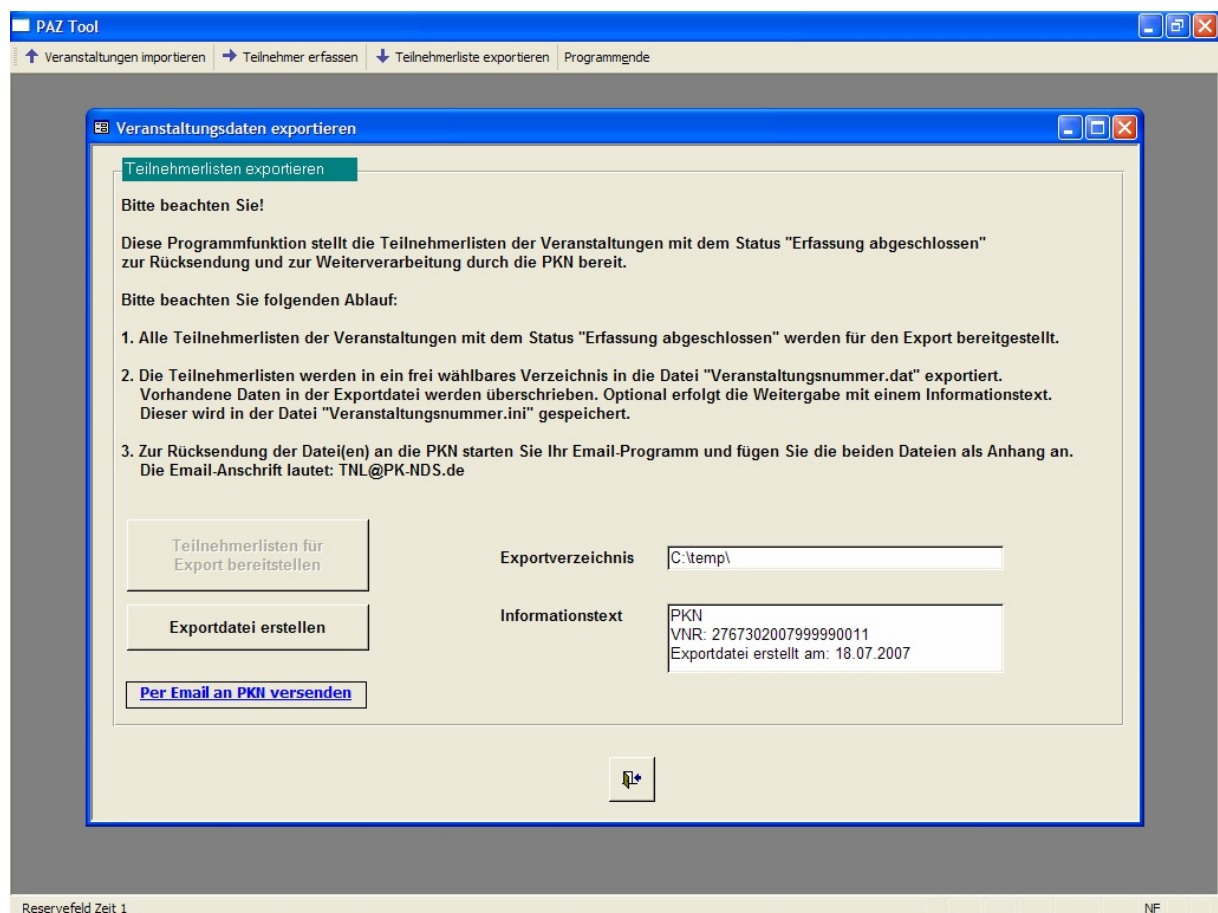 PAZ Tool
Veranstaltungen importieren Teilnehmer erfassen Teilnehmerliste exportieren Programmende
Veranstaltungsdaten exportieren
Teilnehmerlisten exportieren
Bitte beachten Sie!
Diese Programmfunktion stellt die Teilnehmerlisten der Veranstaltungen mit dem Status "Erfassung abgeschlossen"
zur Rücksendung und zur Weiterverarbeitung durch die PKN bereit.
Bitte beachten Sie folgenden Ablauf:
1. Alle Teilnehmerlisten der Veranstaltungen mit dem Status "Erfassung abgeschlossen" werden für den Export bereitgestellt.
2. Die Teilnehmerlisten werden in ein frei wählbares Verzeichnis in die Datei "Veranstaltungsnummer.dat" exportiert.
Vorhandene Daten in der Exportdatei werden überschrieben. Optional erfolgt die Weitergabe mit einem Informationstext.
Dieser wird in der Datei "Veranstaltungsnummer.ini" gespeichert.
3. Zur Rücksendung der Datei(en) an die PKN starten Sie Ihr Email-Programm und fügen Sie die beiden Dateien als Anhang an.
Die Email-Anschrift lautet: TNL@PK-NDS.de
Teilnehmerlisten für
Export bereitstellen
Exportverzeichnis C:\temp\
Exportdatei erstellen
Informationstext
PKN
VNR: 2767302007999990011
Exportdatei erstellt am: 18.07.2007
Per Email an PKN versenden
Reservefeld Zeit 1 NF